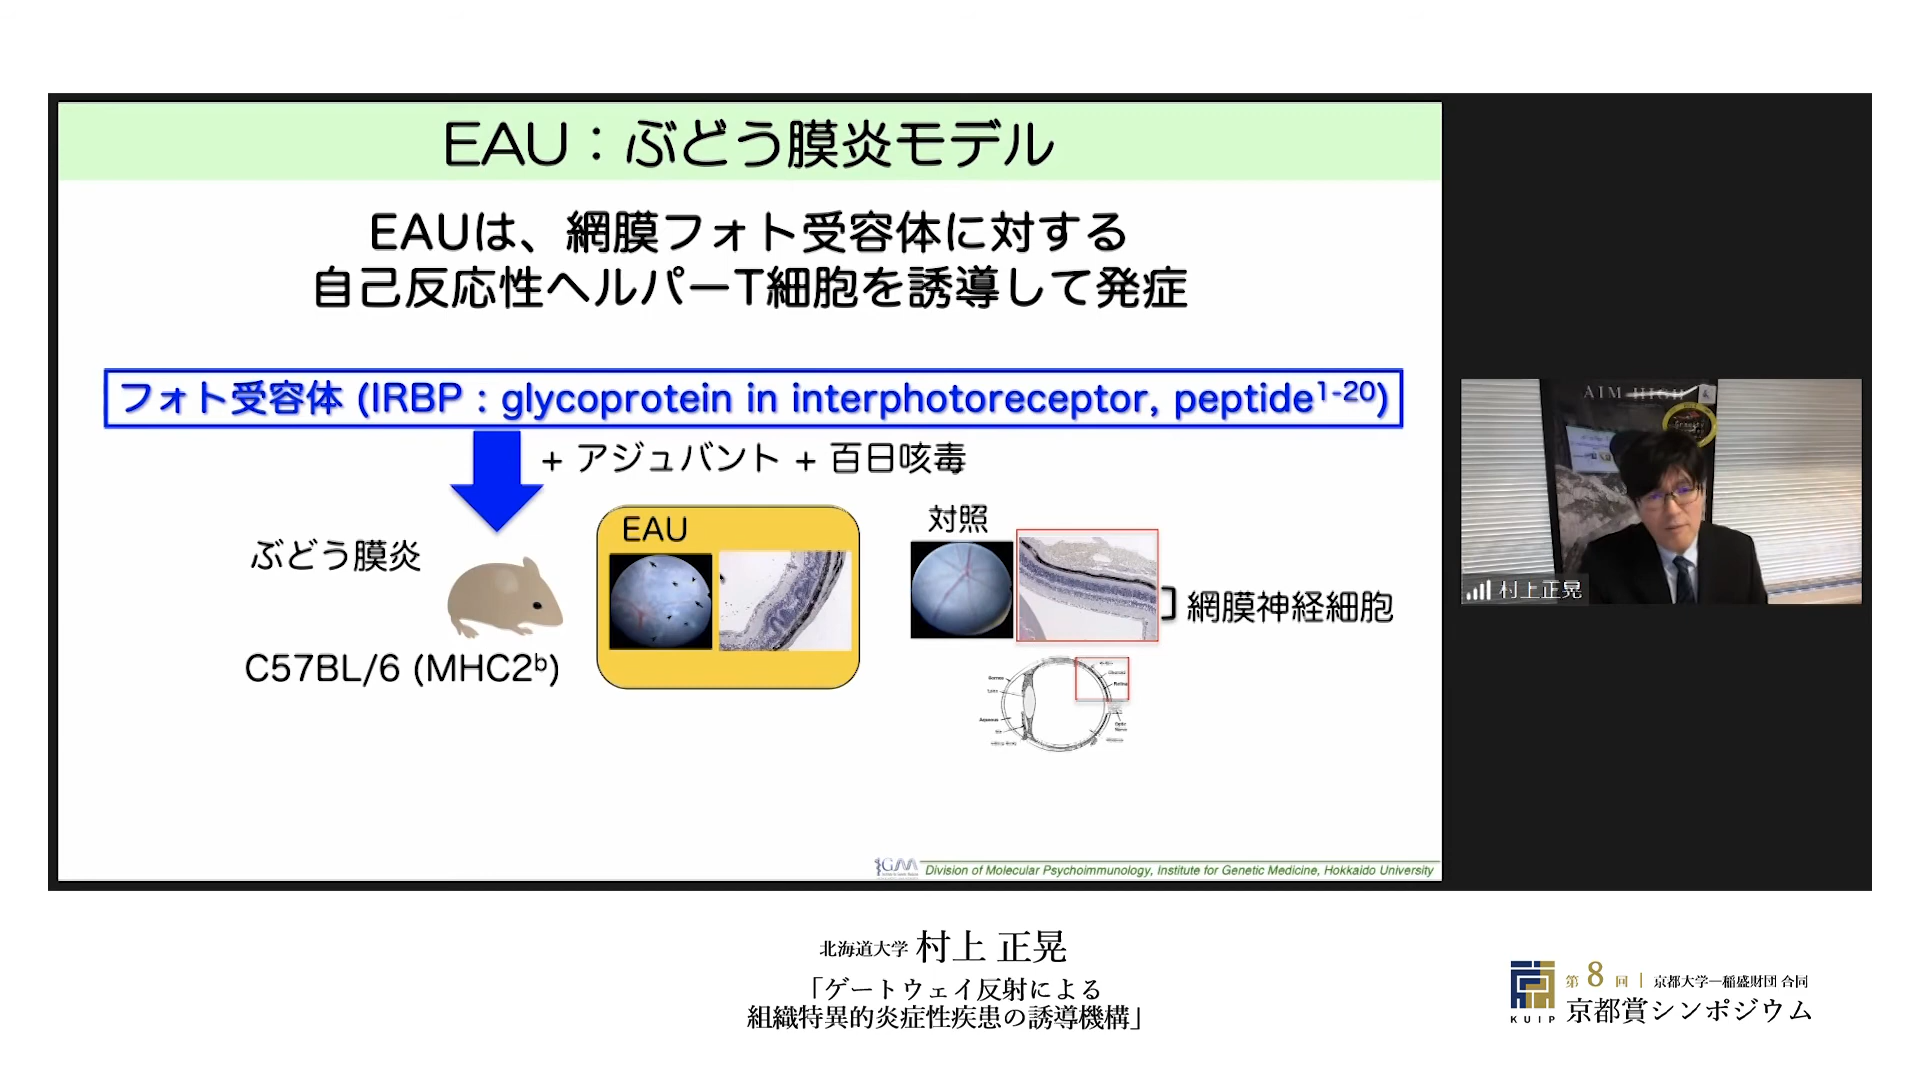 EAU：ぶどう膜炎モデル
EAUは、網膜フォト受容体に対する
自己反応性ヘルパーT細胞を誘導して発症
フォト受容体 (IRBP : glycoprotein in interphotoreceptor, peptide1-20)
+ アジュバント + 百日咳毒
ぶどう膜炎
C57BL/6 (MHC2b)
EAU
対照
網膜神経細胞
Division of Molecular Psychoimmunology, Institute for Genetic Medicine, Hokkaido University
AIM HIGH
村上正晃
北海道大学 村上 正晃
「ゲートウェイ反射による
組織特異的炎症性疾患の誘導機構」
KUIP
第8回 | 京都大学―稲盛財団 合同
京都賞シンポジウム